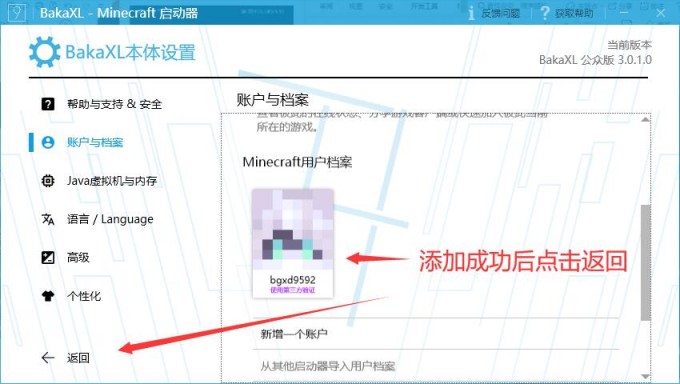 BakaXL - Minecraft 启动器
反馈问题
获取帮助
BakaXL本体设置
当前版本
BakaXL 公众版 3.0.1.0
帮助与支持 & 安全
账户与档案
Java虚拟机与内存
语言 / Language
高级
个性化
返回
账户与档案
所在的游戏。
Minecraft用户档案
bgxd9592
使用第三方验证
添加成功后点击返回
新增一个账户
从其他启动器导入用户档案